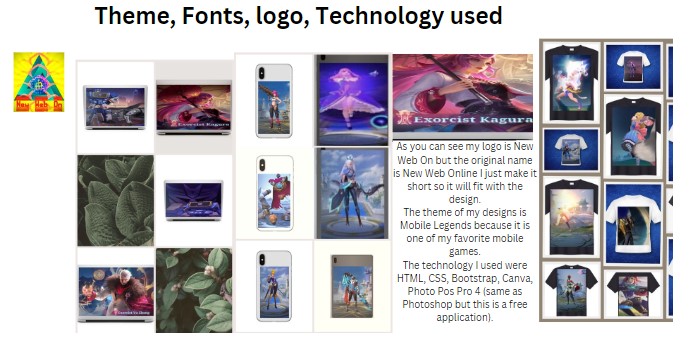 Theme, Fonts, logo, Technology used
New Web On
Exorcist Kagura
Exorcist Kagura
As you can see my logo is New
Web On but the original name
is New Web Online I just make it
short so it will fit with the
design.
The theme of my designs is
Mobile Legends because it is
one of my favorite mobile
games.
The technology I used were
HTML, CSS, Bootstrap, Canva,
Photo Pos Pro 4 (same as
Photoshop but this is a free
application).